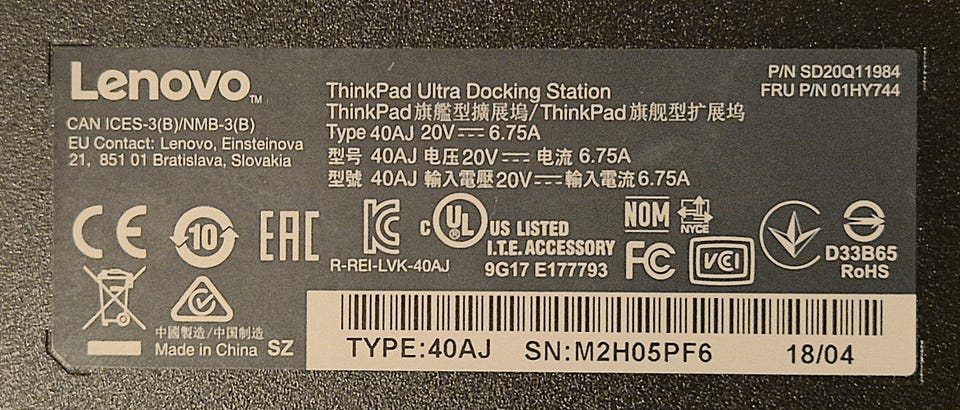 Lenovo™
P/N SD20Q11984
FRU P/N 01HY744
CAN ICES-3(B)/NMB-3(B)
EU Contact: Lenovo, Einsteinova
21, 851 01 Bratislava, Slovakia
ThinkPad Ultra Docking Station
ThinkPad旗艦型擴展塢/ThinkPad旗舰型扩展坞
Type 40AJ 20V⎓ 6.75A
型号 40AJ 电压20V⎓ 电流 6.75A
型號 40AJ 輸入電壓20V⎓輸入電流6.75A
CE
10
EAC
KC
R-REI-LVK-40AJ
c UL US LISTED
I.T.E. ACCESSORY
9G17 E177793
NOM
NYCE
FC
VCI
D33B65
RoHS
中國製造/中国制造
Made in China SZ
TYPE:40AJ SN:M2H05PF6 18/04